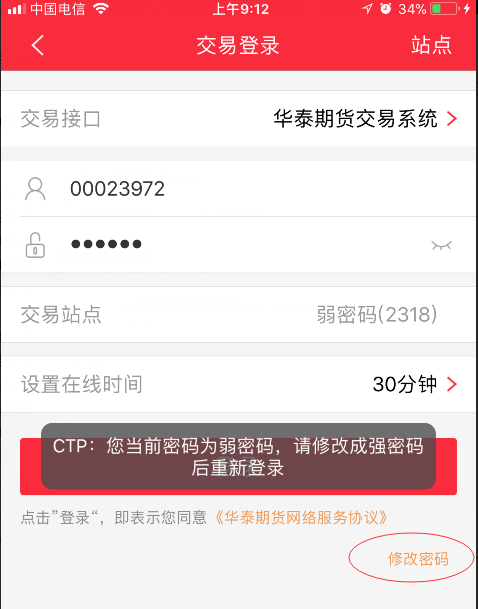 中国电信 上午9:12 34%
交易登录 站点
交易接口 华泰期货交易系统
00023972
••••••
交易站点 弱密码(2318)
设置在线时间 30分钟
CTP：您当前密码为弱密码，请修改成强密码
后重新登录
点击”登录“，即表示您同意《华泰期货网络服务协议》
修改密码